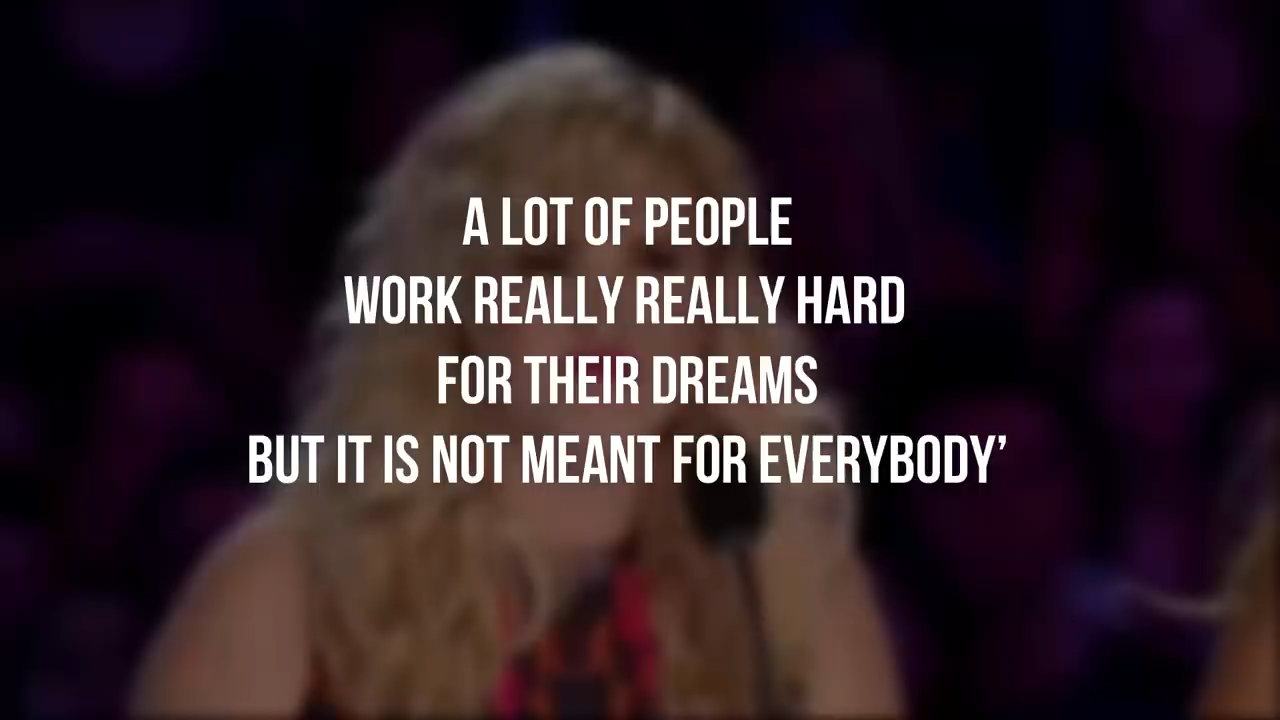 A LOT OF PEOPLE
WORK REALLY REALLY HARD
FOR THEIR DREAMS
BUT IT IS NOT MEANT FOR EVERYBODY’